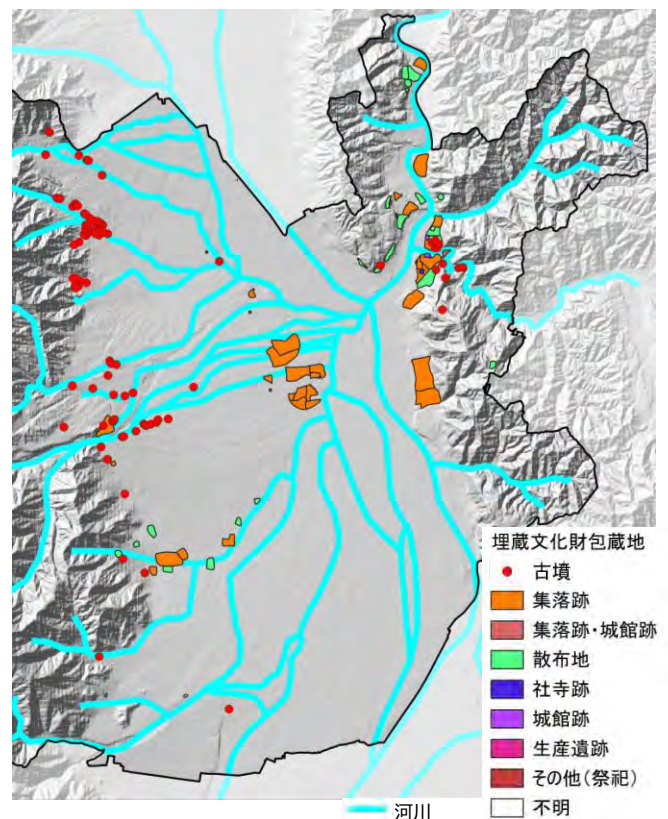 埋蔵文化財包蔵地
古墳
集落跡
集落跡・城館跡
散布地
社寺跡
城館跡
生産遺跡
その他(祭祀)
不明
河川